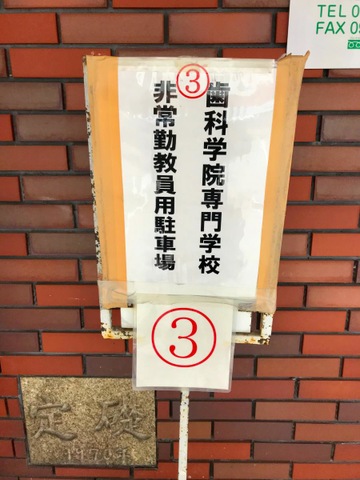 TEL 0
FAX 05
③
歯科学院専門学校
非常勤教員用駐車場
③
定礎